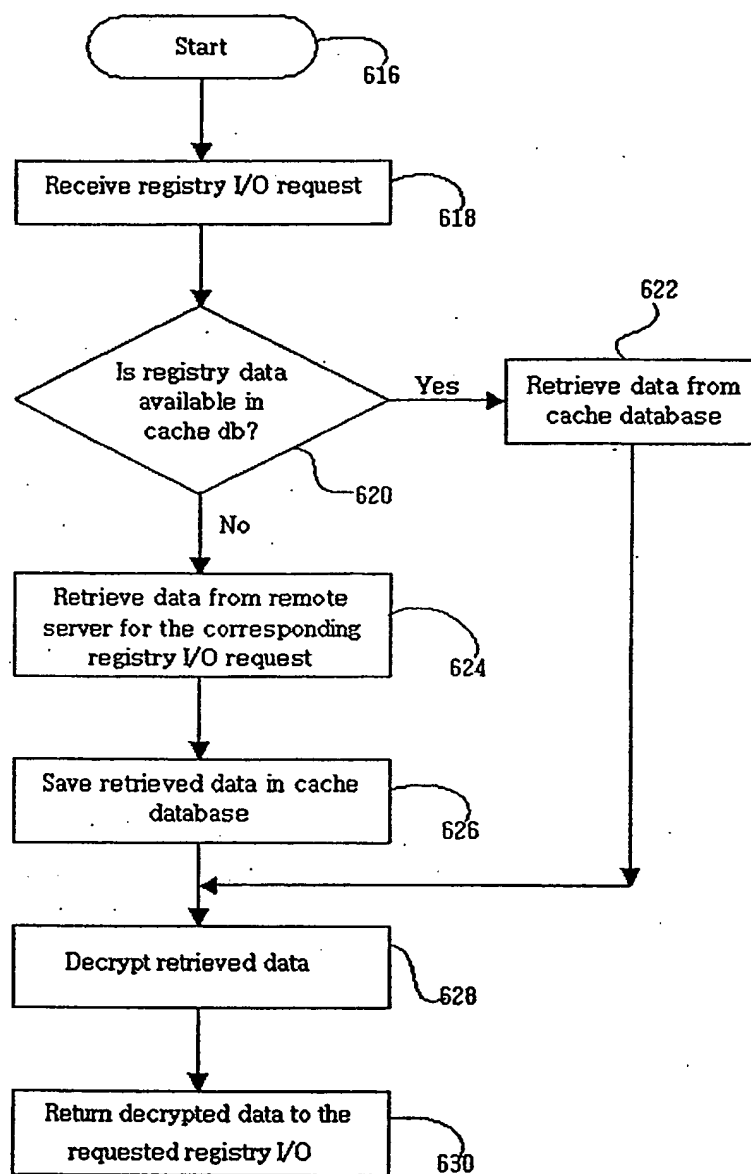 Start
616
Receive registry I/O request
618
Is registry data
available in
cache db?
620
Yes
622
Retrieve data from
cache database
No
Retrieve data from remote
server for the corresponding
registry I/O request
624
Save retrieved data in cache
database
626
Decrypt retrieved data
628
Return decrypted data to the
requested registry I/O
630